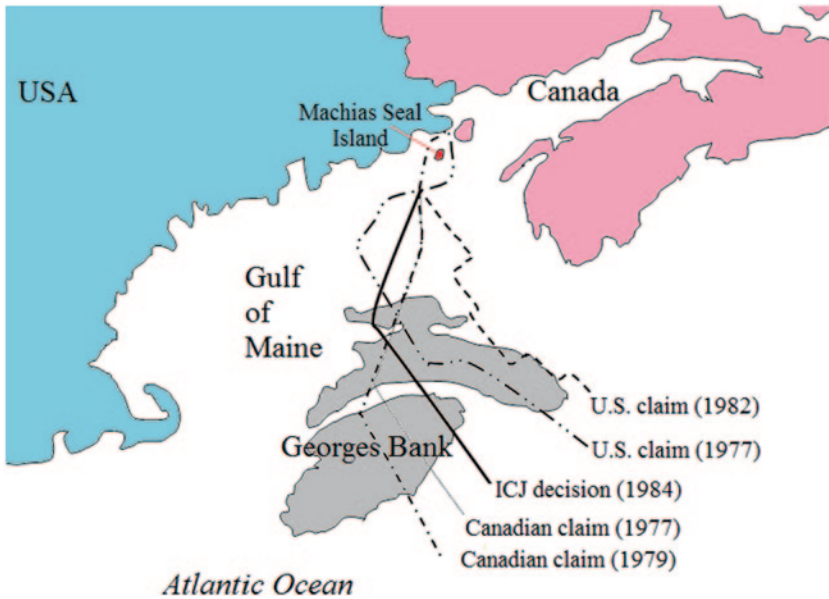 USA
Canada
Machias Seal
Island
Gulf
of
Maine
U.S. claim (1982)
U.S. claim (1977)
Georges Bank
ICJ decision (1984)
Canadian claim (1977)
Canadian claim (1979)
Atlantic Ocean